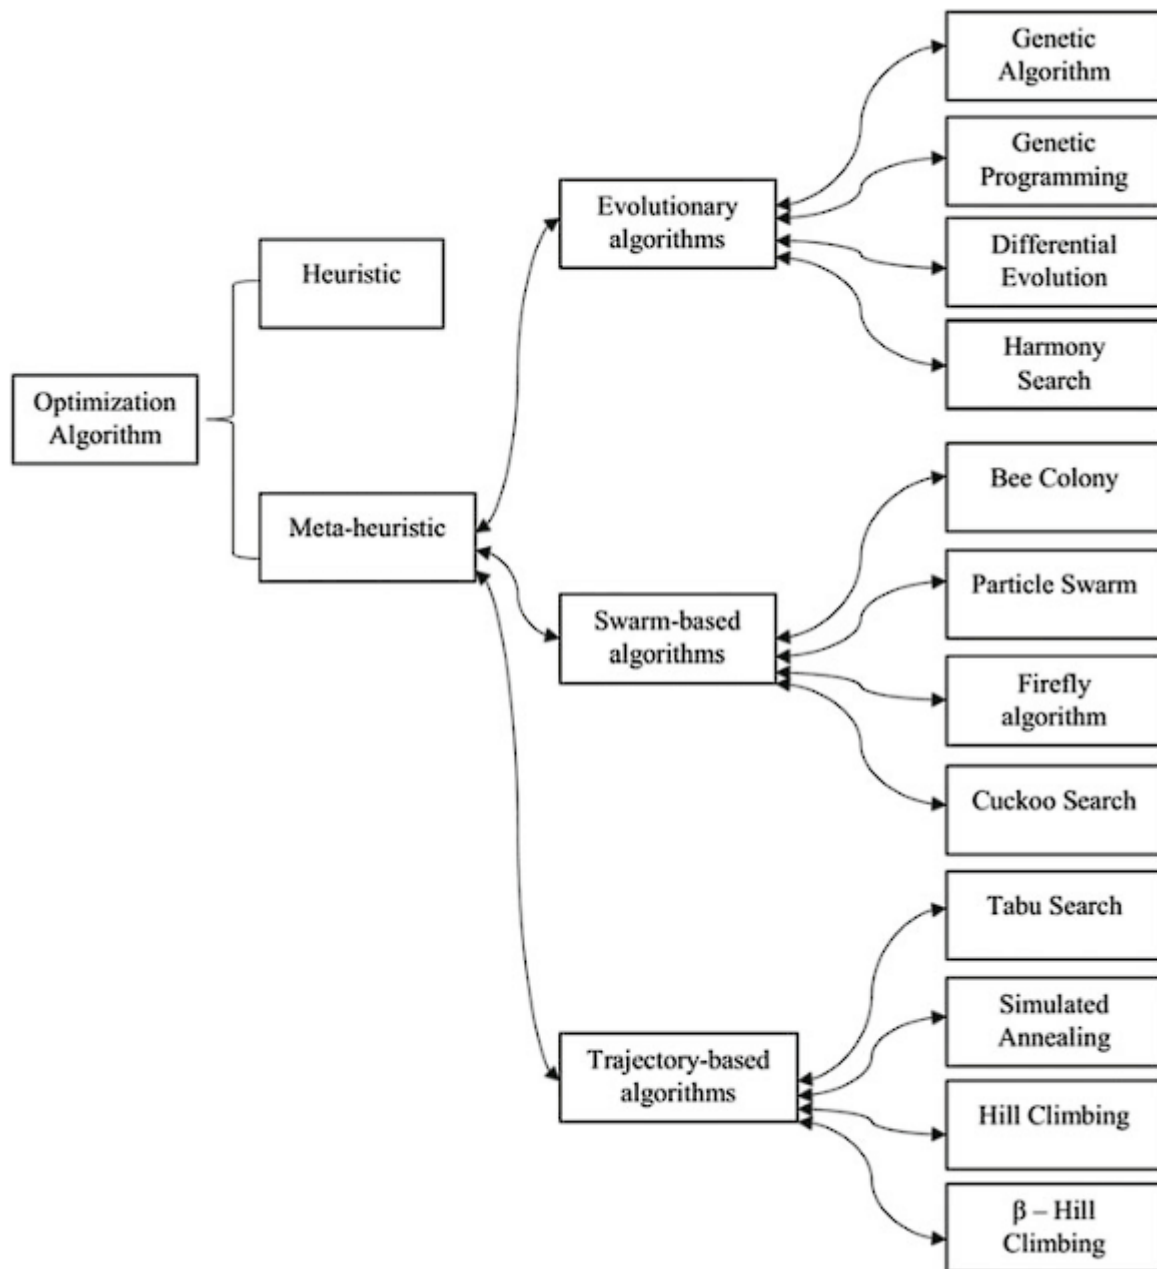 Optimization
Algorithm
Heuristic
Meta-heuristic
Evolutionary
algorithms
Swarm-based
algorithms
Trajectory-based
algorithms
Genetic
Algorithm
Genetic
Programming
Differential
Evolution
Harmony
Search
Bee Colony
Particle Swarm
Firefly
algorithm
Cuckoo Search
Tabu Search
Simulated
Annealing
Hill Climbing
β – Hill
Climbing